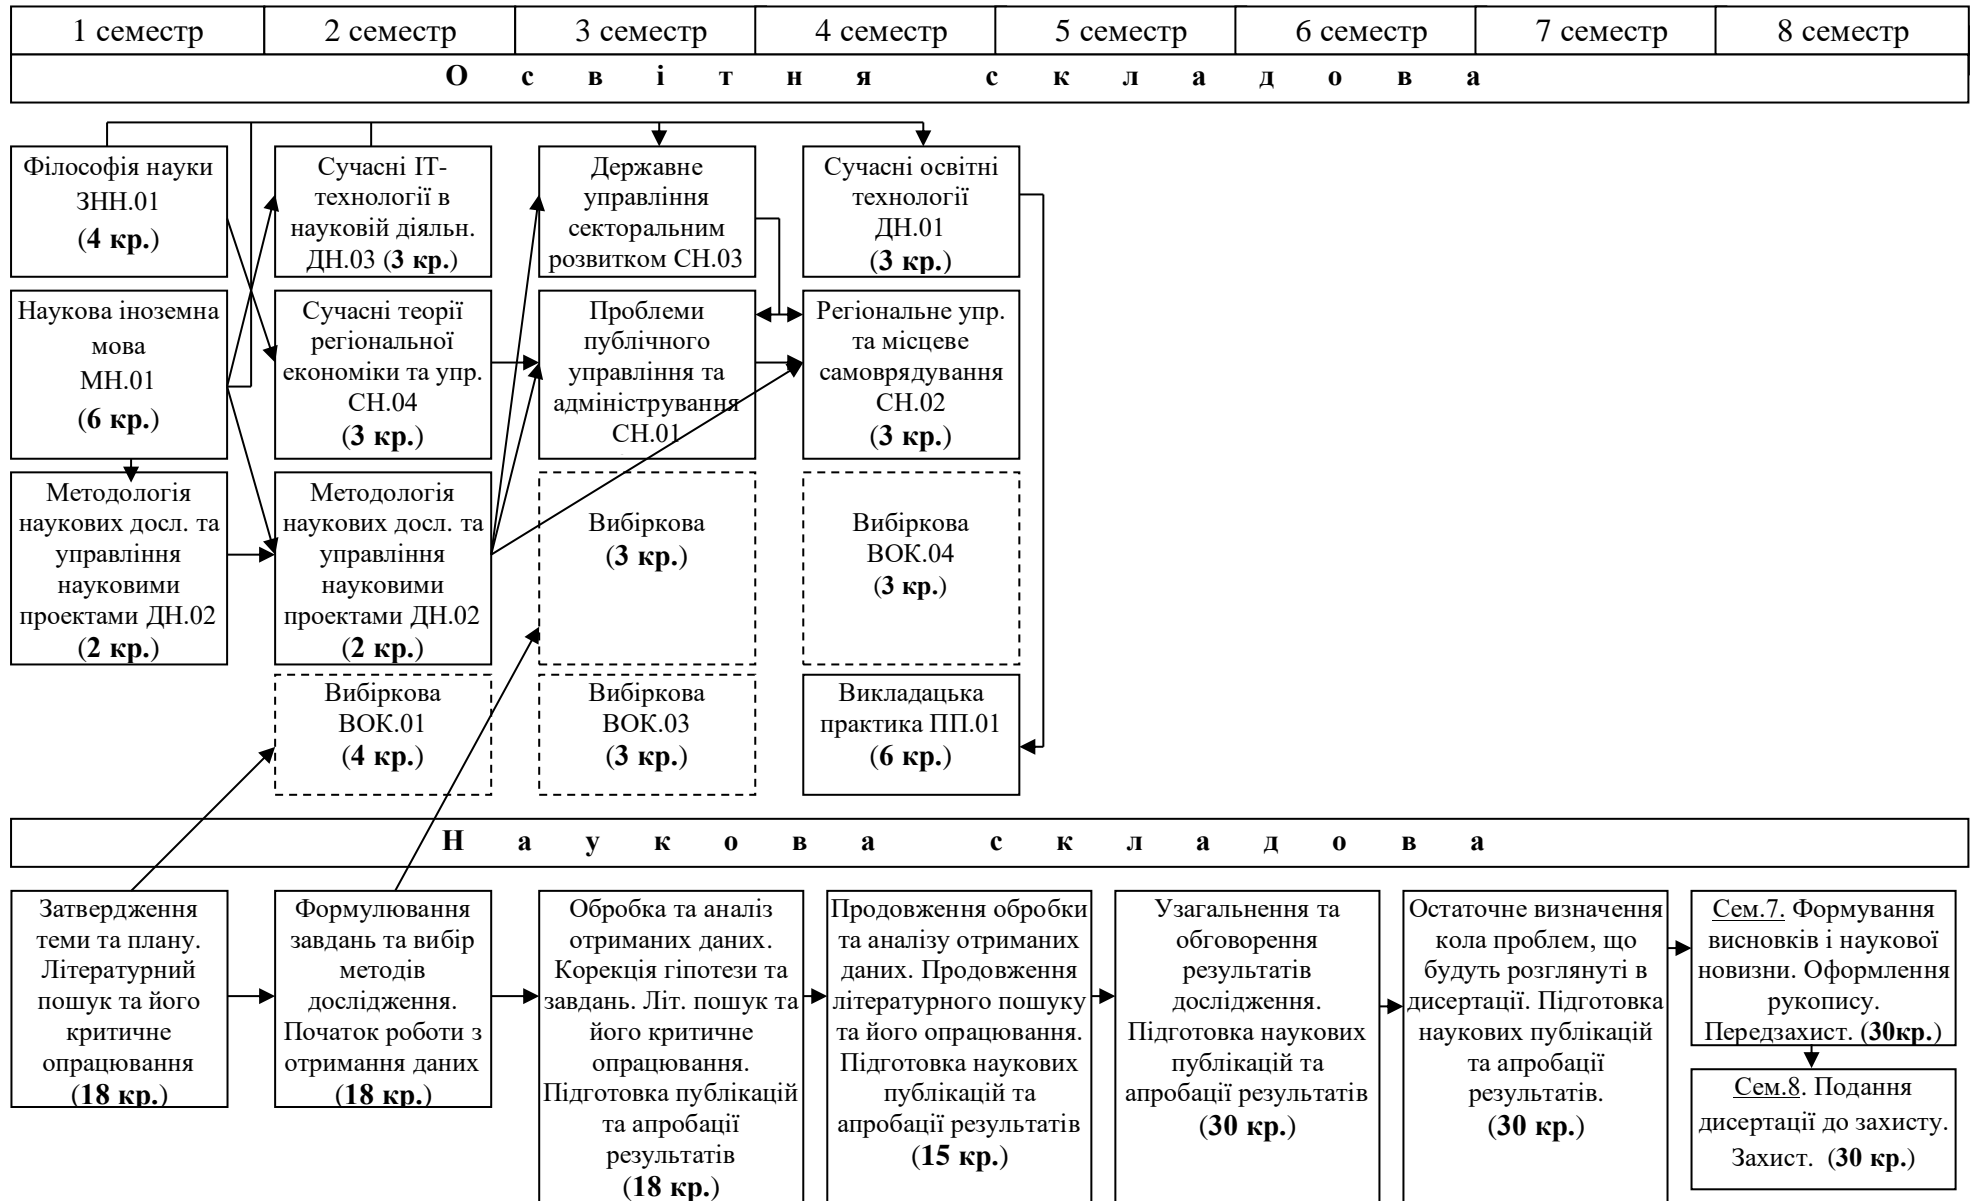 1 семестр
2 семестр
3 семестр
4 семестр
5 семестр
6 семестр
7 семестр
8 семестр
О с в і т н я с к л а д о в а
Філософія науки
ЗНН.01
(4 кр.)
Сучасні ІТ-
технології в
науковій діяльн.
ДН.03 (3 кр.)
Державне
управління
секторальним
розвитком СН.03
Сучасні освітні
технології
ДН.01
(3 кр.)
Наукова іноземна
мова
МН.01
(6 кр.)
Сучасні теорії
регіональної
економіки та упр.
СН.04
(3 кр.)
Проблеми
публічного
управління та
адміністрування
СН.01
Регіональне упр.
та місцеве
самоврядування
СН.02
(3 кр.)
Методологія
наукових досл. та
управління
науковими
проектами ДН.02
(2 кр.)
Методологія
наукових досл. та
управління
науковими
проектами ДН.02
(2 кр.)
Вибіркова
(3 кр.)
Вибіркова
ВОК.04
(3 кр.)
Вибіркова
ВОК.01
(4 кр.)
Вибіркова
ВОК.03
(3 кр.)
Викладацька
практика ПП.01
(6 кр.)
Н а у к о в а с к л а д о в а
Затвердження
теми та плану.
Літературний
пошук та його
критичне
опрацювання
(18 кр.)
Формулювання
завдань та вибір
методів
дослідження.
Початок роботи з
отримання даних
(18 кр.)
Обробка та аналіз
отриманих даних.
Корекція гіпотези та
завдань. Літ. пошук та
його критичне
опрацювання.
Підготовка публікацій
та апробації
результатів
(18 кр.)
Продовження обробки
та аналізу отриманих
даних. Продовження
літературного пошуку
та його опрацювання.
Підготовка наукових
публікацій та
апробації результатів
(15 кр.)
Узагальнення та
обговорення
результатів
дослідження.
Підготовка наукових
публікацій та
апробації результатів
(30 кр.)
Остаточне визначення
кола проблем, що
будуть розглянуті в
дисертації. Підготовка
наукових публікацій
та апробації
результатів.
(30 кр.)
Сем.7. Формування
висновків і наукової
новизни. Оформлення
рукопису.
Передзахист. (30кр.)
Сем.8. Подання
дисертації до захисту.
Захист. (30 кр.)